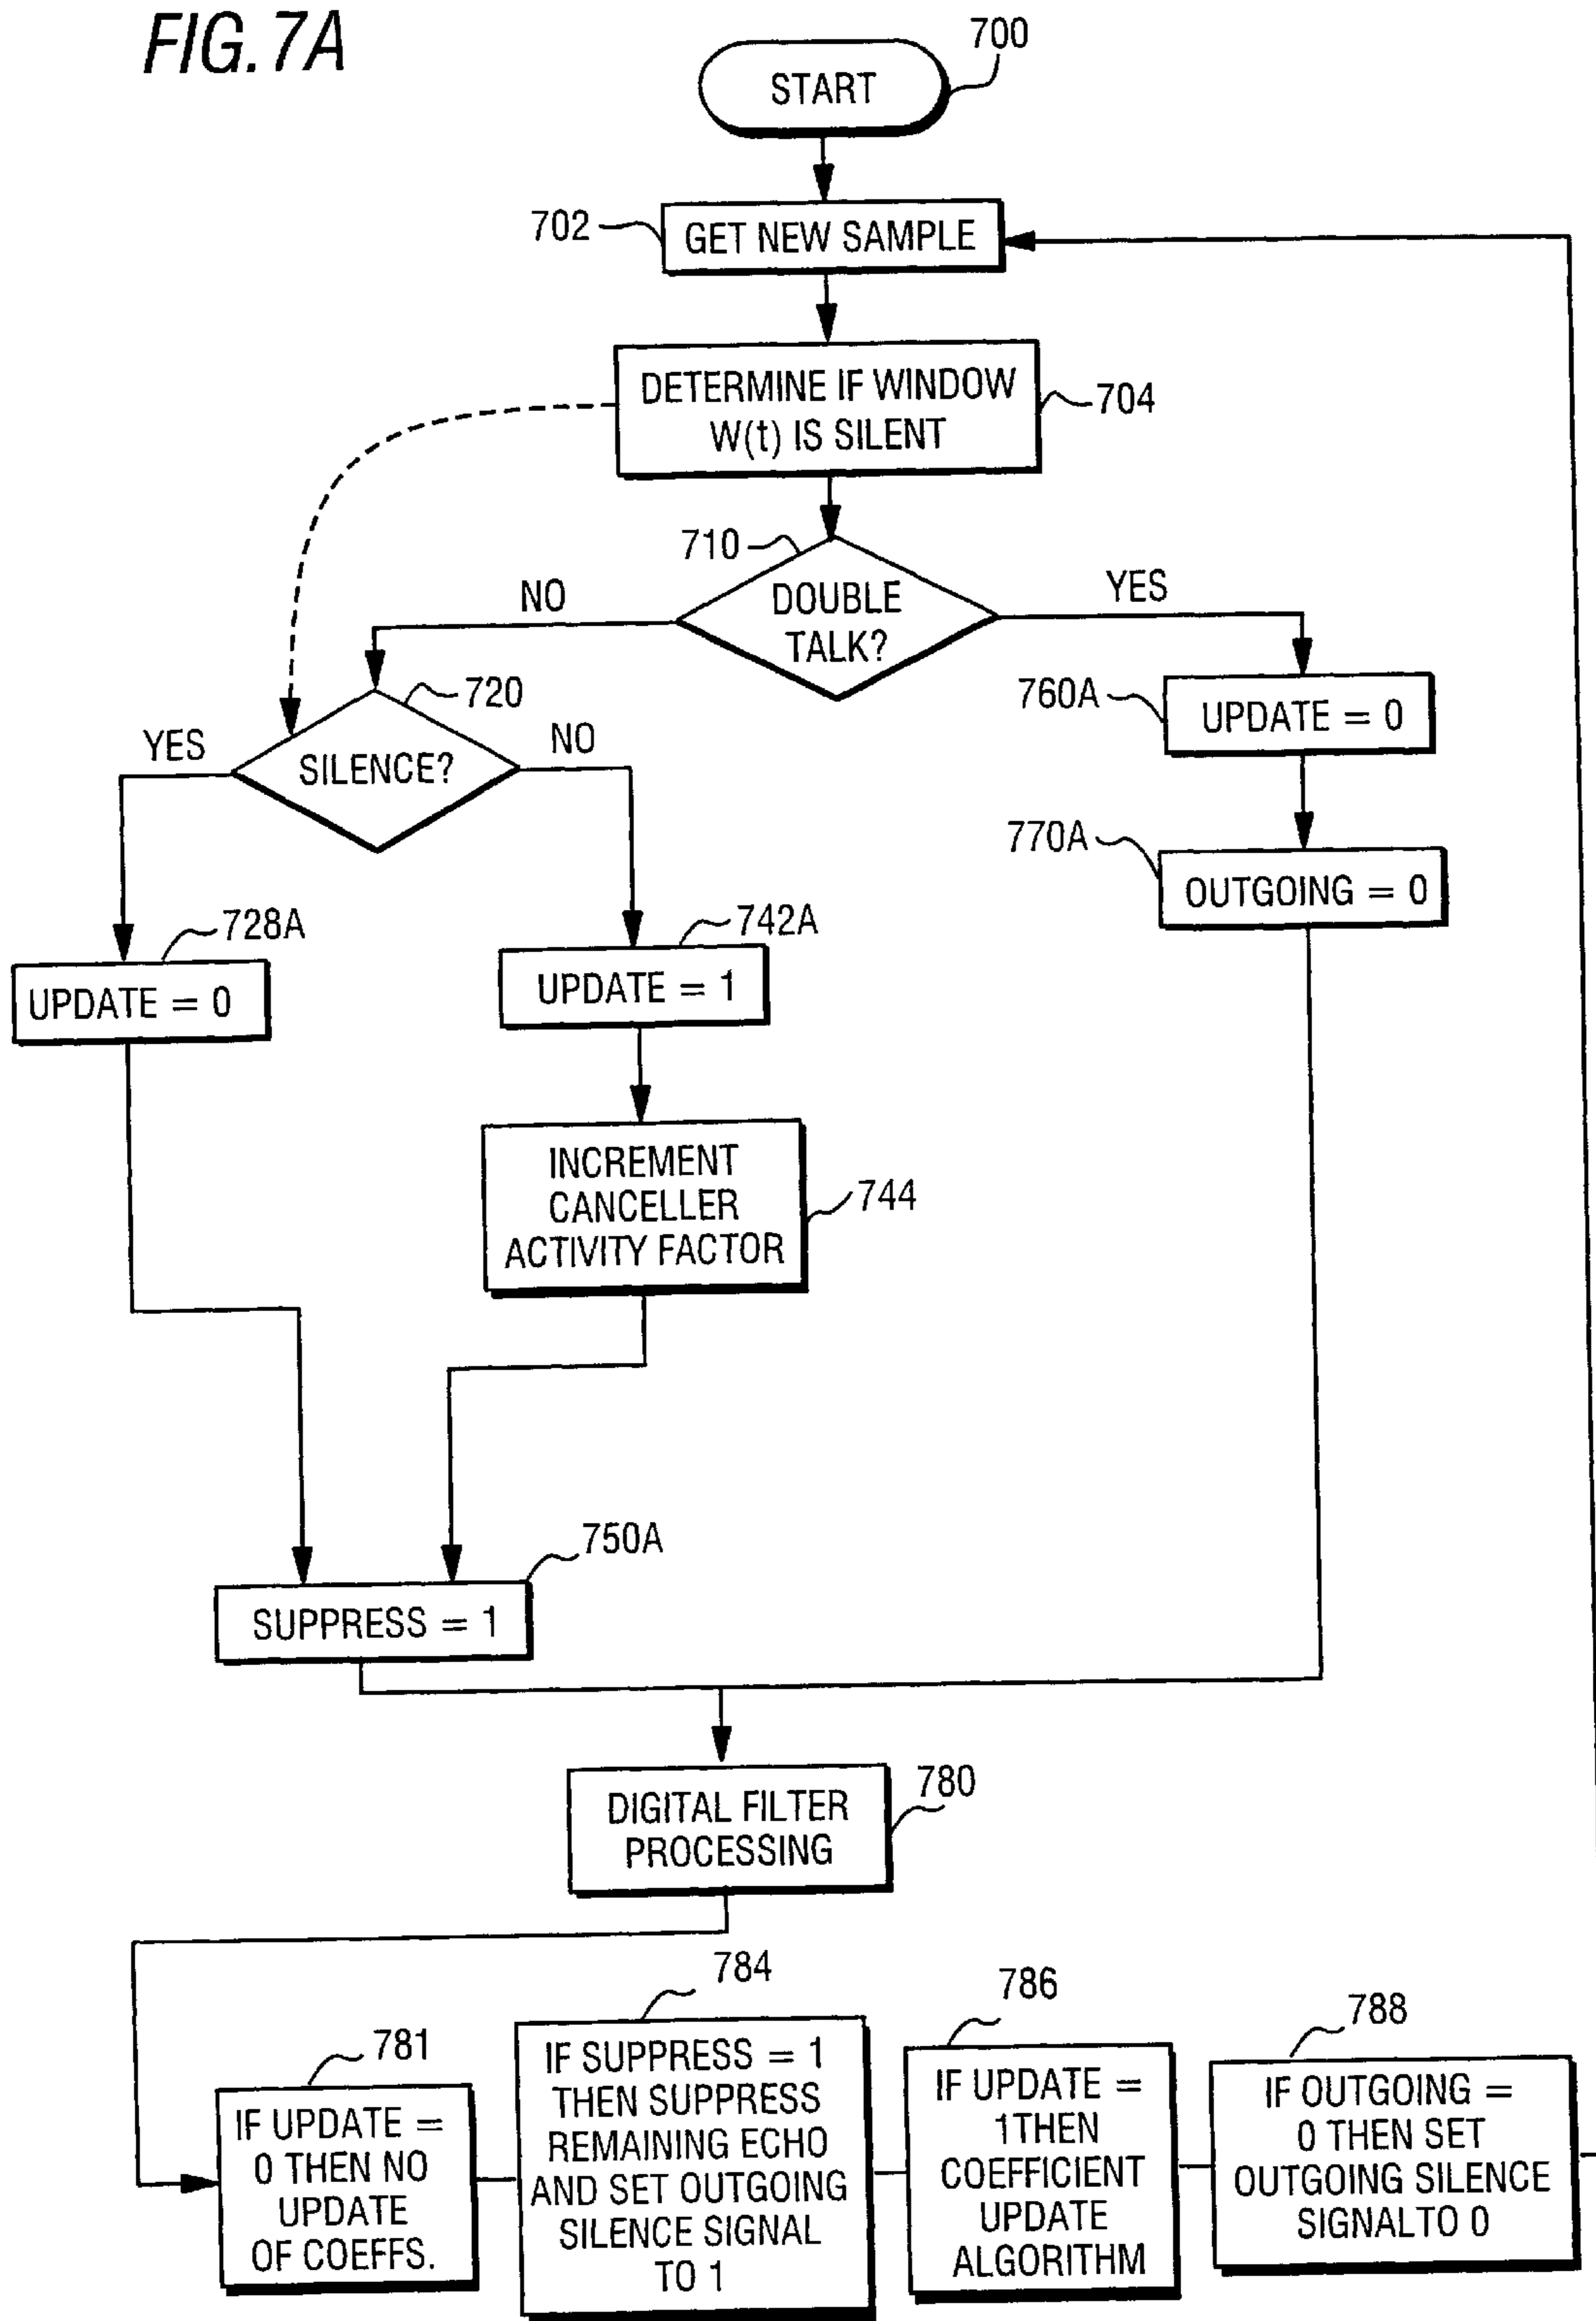 FIG. 7A
700
START
702
GET NEW SAMPLE
DETERMINE IF WINDOW
W(t) IS SILENT
704
710
DOUBLE
TALK?
NO
YES
720
SILENCE?
YES
NO
760A
UPDATE = 0
770A
OUTGOING = 0
728A
UPDATE = 0
742A
UPDATE = 1
INCREMENT
CANCELLER
ACTIVITY FACTOR
744
750A
SUPPRESS = 1
780
DIGITAL FILTER
PROCESSING
781
IF UPDATE =
0 THEN NO
UPDATE
OF COEFFS.
784
IF SUPPRESS = 1
THEN SUPPRESS
REMAINING ECHO
AND SET OUTGOING
SILENCE SIGNAL
TO 1
786
IF UPDATE =
1THEN
COEFFICIENT
UPDATE
ALGORITHM
788
IF OUTGOING =
0 THEN SET
OUTGOING SILENCE
SIGNALTO 0